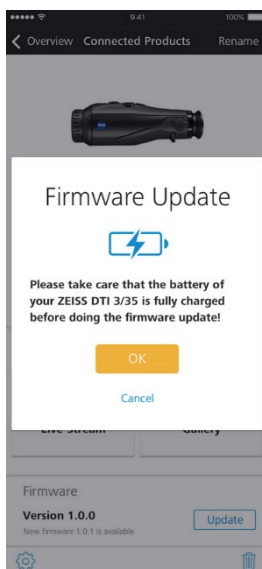 9:41 100%
Overview Connected Products Rename
Firmware Update
Please take care that the battery of
your ZEISS DTI 3/35 is fully charged
before doing the firmware update!
OK
Cancel
Live Stream Gallery
Firmware
Version 1.0.0
New firmware 1.0.1 is available
Update